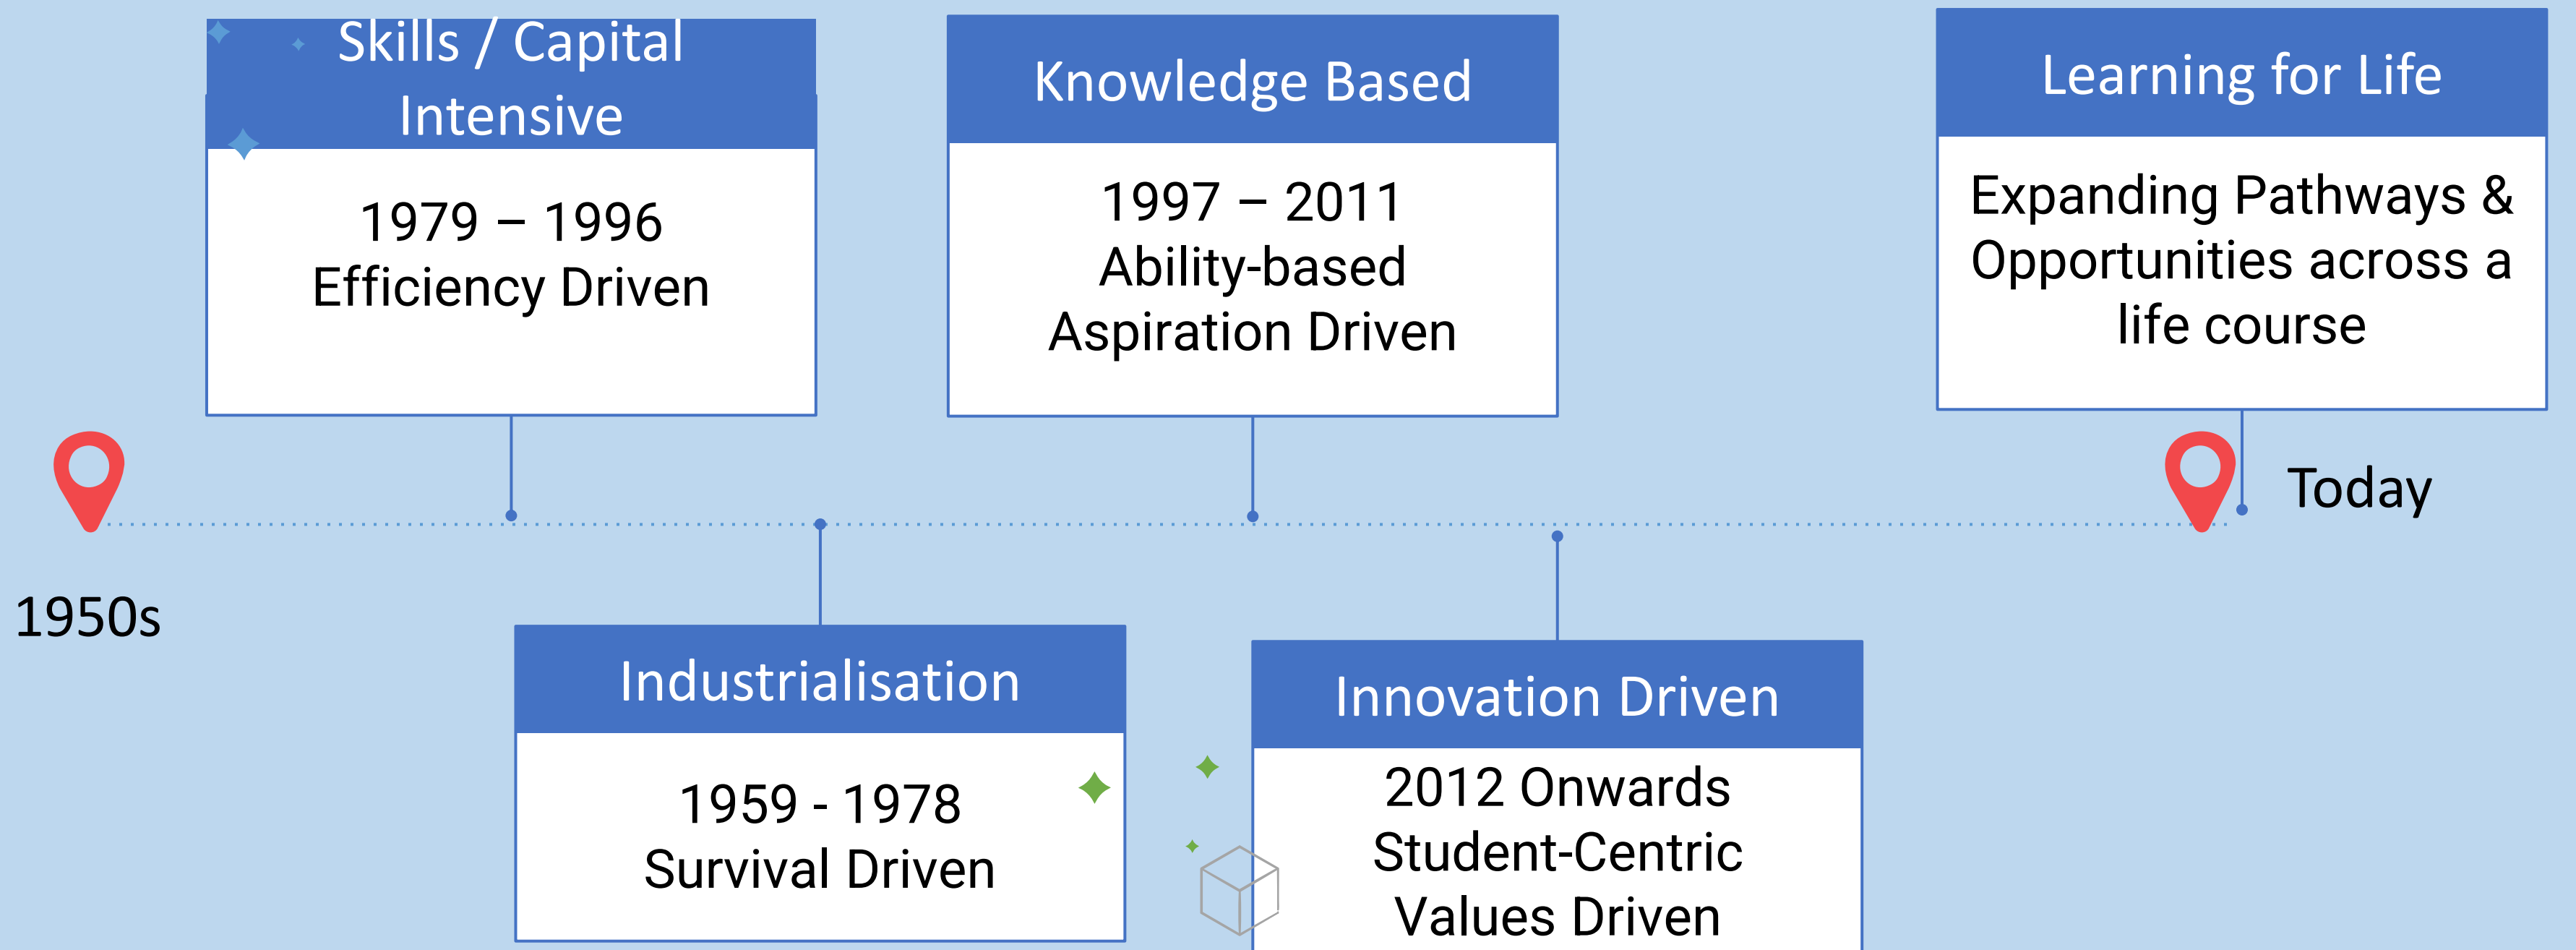 Skills / Capital
Intensive
1979 – 1996
Efficiency Driven
Knowledge Based
1997 – 2011
Ability-based
Aspiration Driven
Learning for Life
Expanding Pathways &
Opportunities across a
life course
Today
1950s
Industrialisation
1959 - 1978
Survival Driven
Innovation Driven
2012 Onwards
Student-Centric
Values Driven